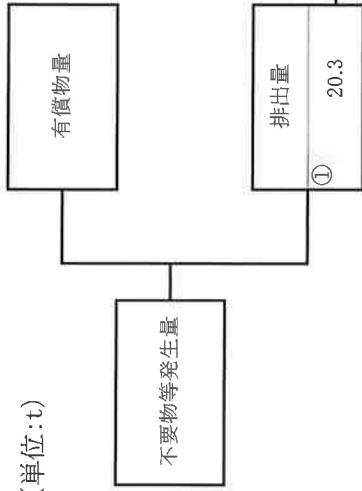 (単位:t)
不要物等発生量
有償物量
排出量
①
20.3